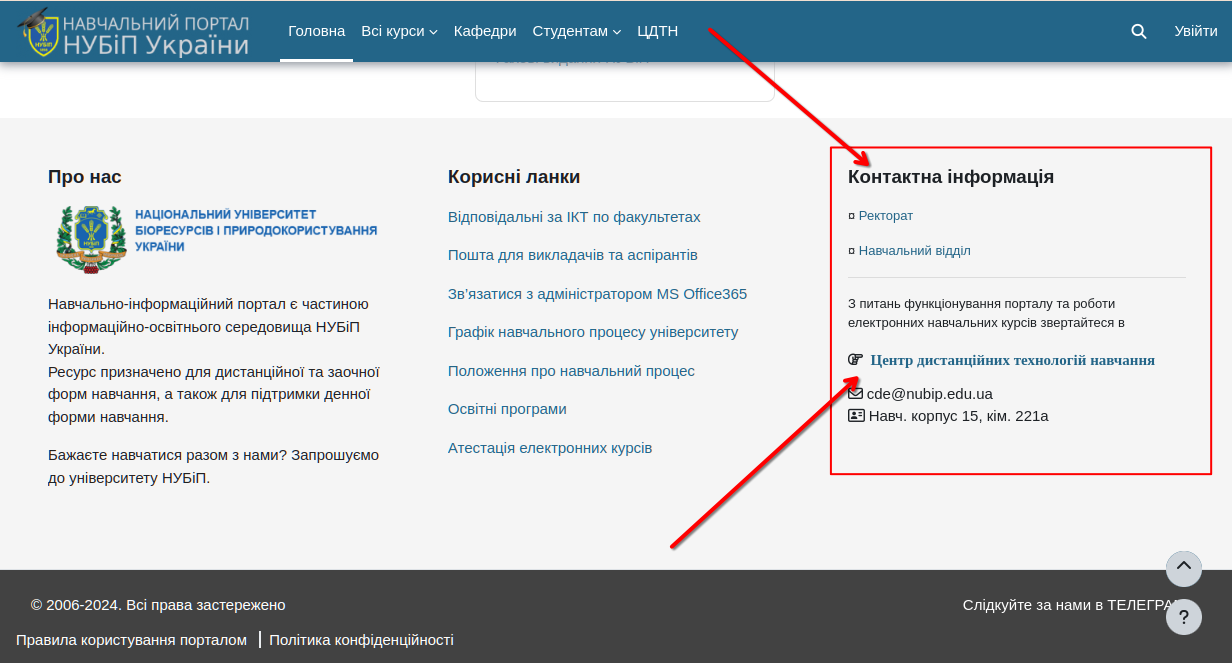 НАВЧАЛЬНИЙ ПОРТАЛ
НУБіП України
Головна Всі курси Кафедри Студентам ЦДТН Увійти
Про нас
НАЦІОНАЛЬНИЙ УНІВЕРСИТЕТ
БІОРЕСУРСІВ І ПРИРОДОКОРИСТУВАННЯ
УКРАЇНИ
Навчально-інформаційний портал є частиною
інформаційно-освітнього середовища НУБіП
України.
Ресурс призначено для дистанційної та заочної
форм навчання, а також для підтримки денної
форми навчання.
Бажаєте навчатися разом з нами? Запрошуємо
до університету НУБіП.
Корисні ланки
Відповідальні за ІКТ по факультетах
Пошта для викладачів та аспірантів
Зв’язатися з адміністратором MS Office365
Графік навчального процесу університету
Положення про навчальний процес
Освітні програми
Атестація електронних курсів
Контактна інформація
¤ Ректорат
¤ Навчальний відділ
З питань функціонування порталу та роботи
електронних навчальних курсів звертайтеся в
Центр дистанційних технологій навчання
cde@nubip.edu.ua
Навч. корпус 15, кім. 221а
© 2006-2024. Всі права застережено
Слідкуйте за нами в ТЕЛЕГРА
?
Правила користування порталом | Політика конфіденційності